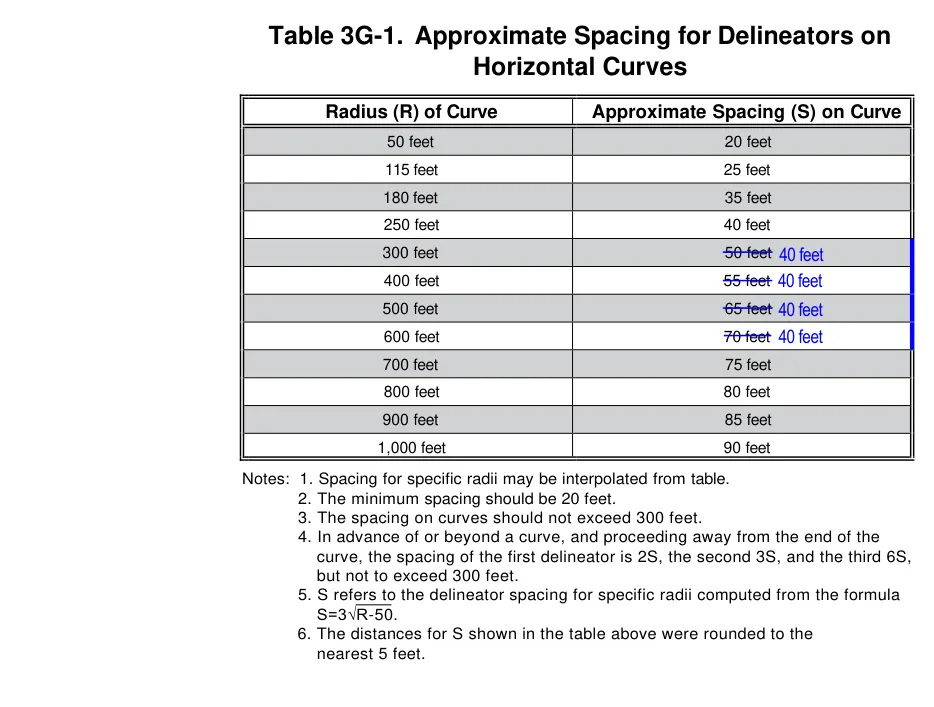 Table 3G-1. Approximate Spacing for Delineators on
Horizontal Curves
Radius (R) of Curve Approximate Spacing (S) on Curve
50 feet 20 feet
115 feet 25 feet
180 feet 35 feet
250 feet 40 feet
300 feet 50 feet 40 feet
400 feet 55 feet 40 feet
500 feet 65 feet 40 feet
600 feet 70 feet 40 feet
700 feet 75 feet
800 feet 80 feet
900 feet 85 feet
1,000 feet 90 feet
Notes: 1. Spacing for specific radii may be interpolated from table.
2. The minimum spacing should be 20 feet.
3. The spacing on curves should not exceed 300 feet.
4. In advance of or beyond a curve, and proceeding away from the end of the
curve, the spacing of the first delineator is 2S, the second 3S, and the third 6S,
but not to exceed 300 feet.
5. S refers to the delineator spacing for specific radii computed from the formula
S=3√R-50.
6. The distances for S shown in the table above were rounded to the
nearest 5 feet.